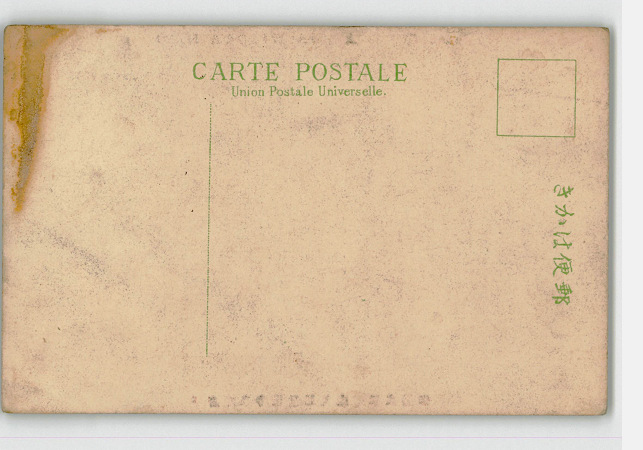 CARTE POSTALE
Union Postale Universelle.
きかは便郵